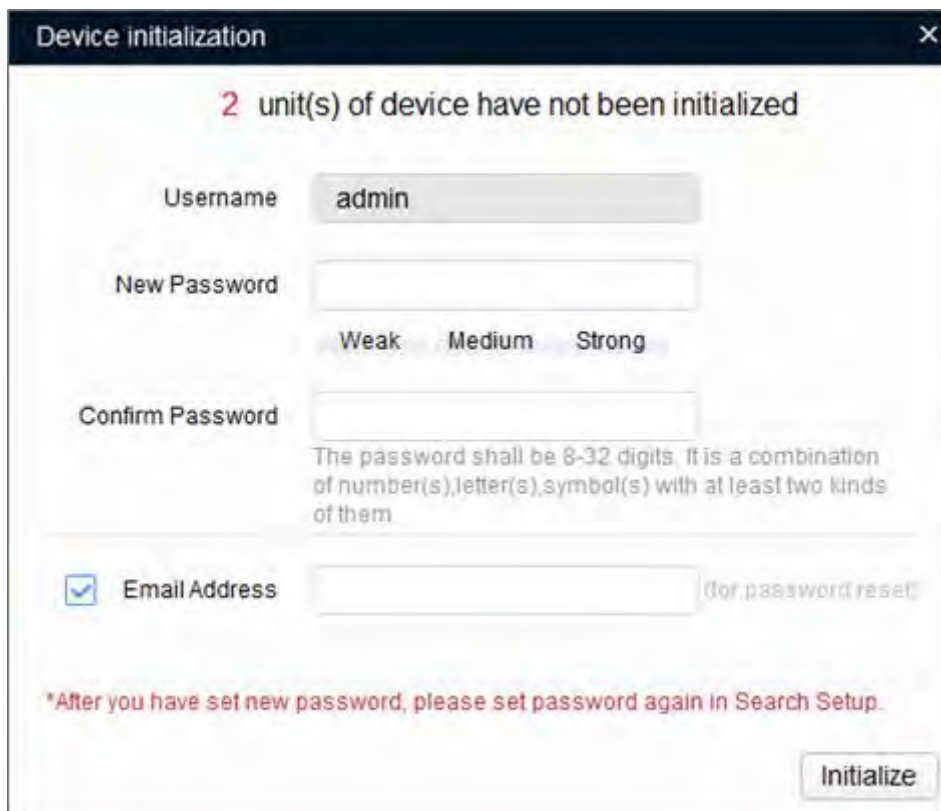 Device initialization
2 unit(s) of device have not been initialized
Username admin
New Password
Weak Medium Strong
Confirm Password
The password shall be 8-32 digits. It is a combination
of number(s),letter(s),symbol(s) with at least two kinds
of them
Email Address (for password reset)
*After you have set new password, please set password again in Search Setup.
Initialize